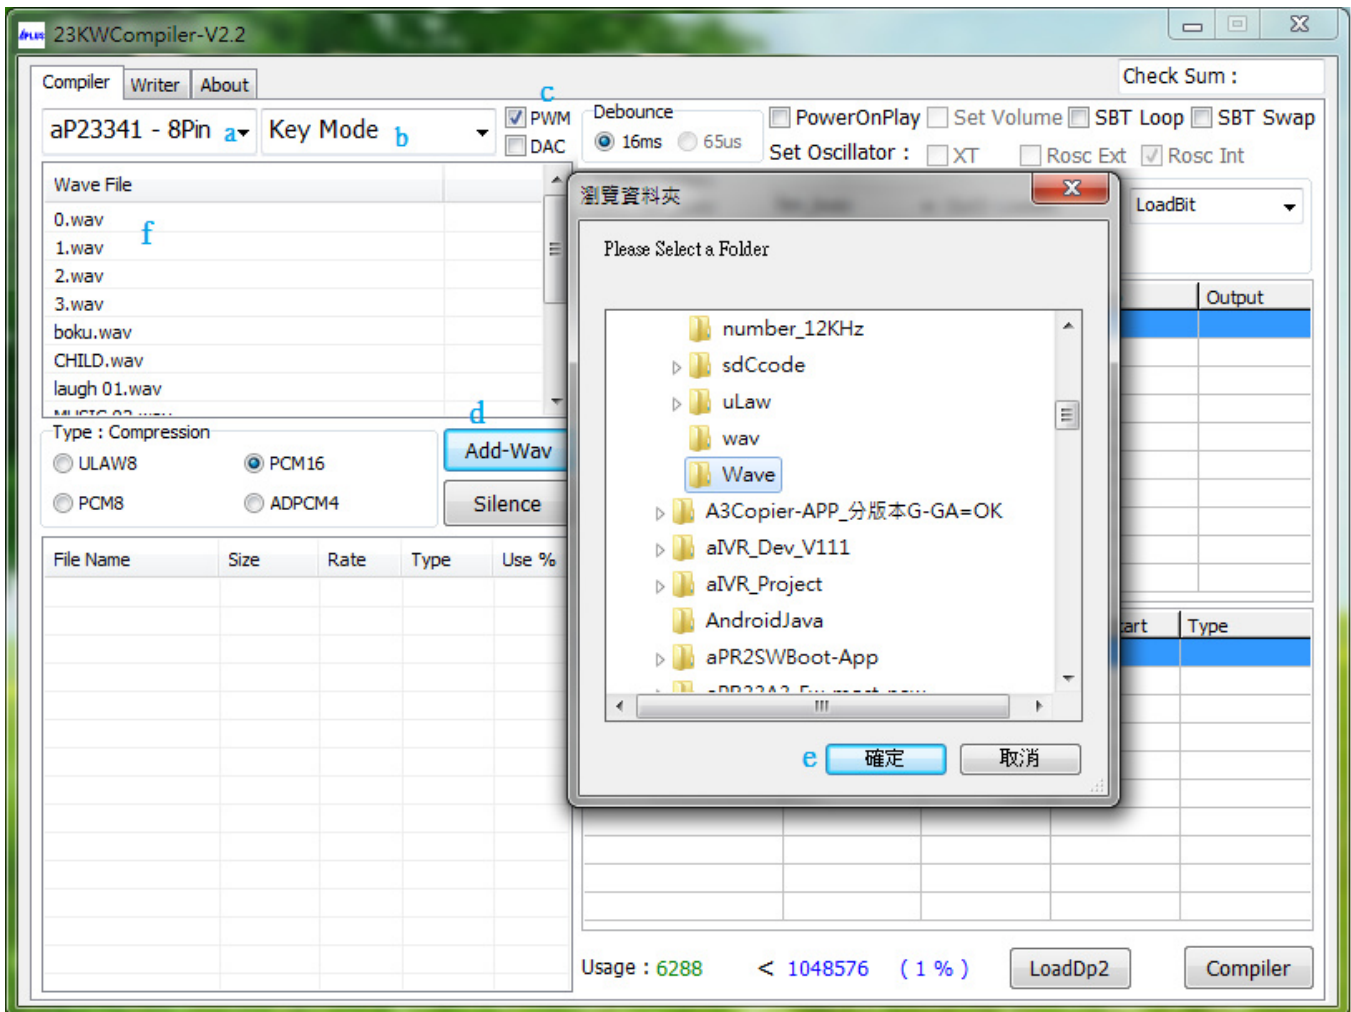 aPLUS 23KWCompiler-V2.2
Check Sum :
Compiler Writer About
c
aP23341 - 8Pin a Key Mode b PWM DAC
Debounce
16ms 65us
PowerOnPlay Set Volume SBT Loop SBT Swap
Set Oscillator : XT Rosc Ext Rosc Int
Wave File
0.wav
f
1.wav
2.wav
3.wav
boku.wav
CHILD.wav
laugh 01.wav
d
Type : Compression
ULAW8 PCM16
PCM8 ADPCM4
Add-Wav
Silence
File Name Size Rate Type Use %
瀏覽資料夾
Please Select a Folder
number_12KHz
sdCcode
uLaw
wav
Wave
A3Copier-APP_分版本G-GA=OK
aIVR_Dev_V111
aIVR_Project
AndroidJava
aPR2SWBoot-App
e 確定 取消
LoadBit
Output
Type
Usage : 6288 < 1048576 ( 1 % ) LoadDp2 Compiler